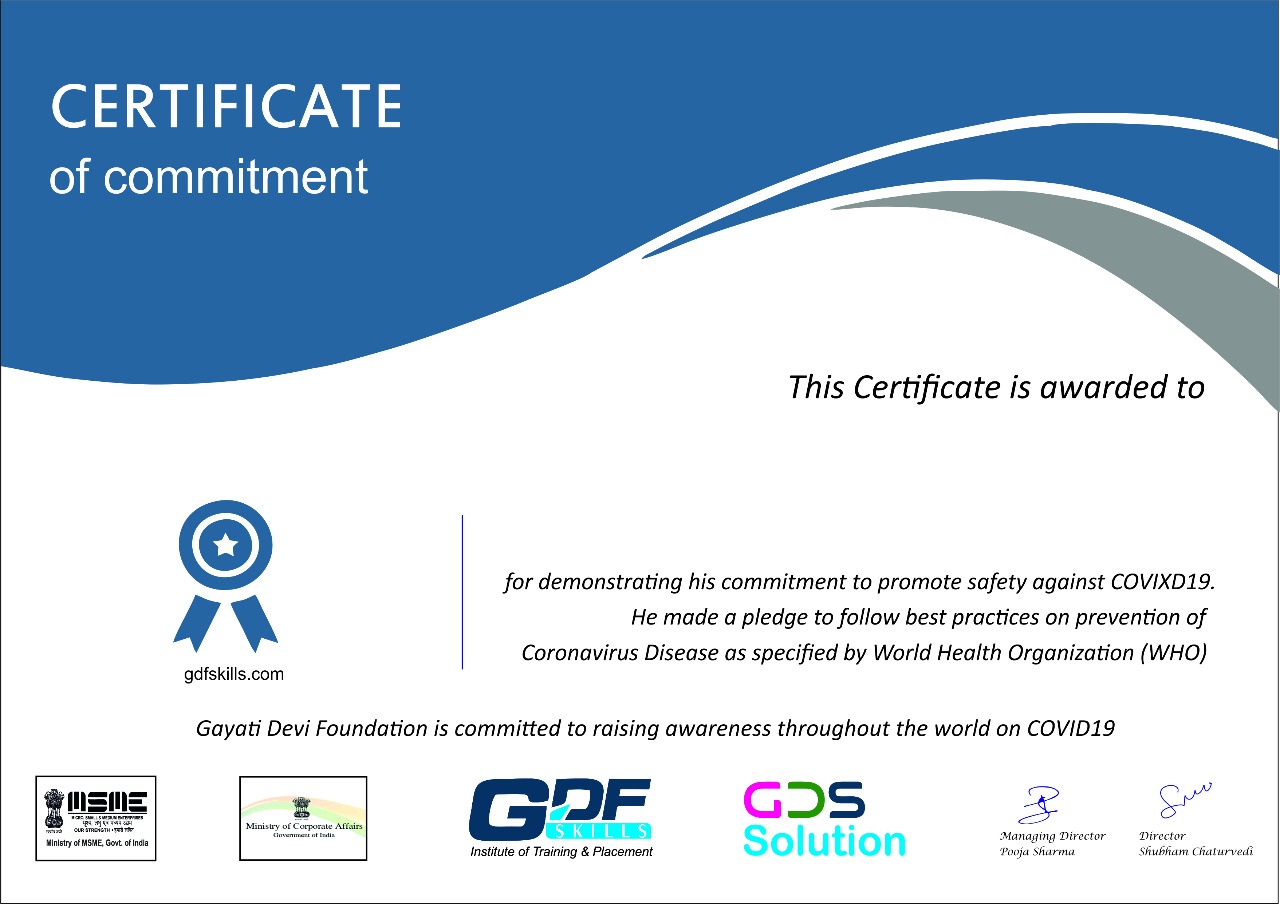 CERTIFICATE
of commitment
This Certificate is awarded to
for demonstrating his commitment to promote safety against COVIXD19.
He made a pledge to follow best practices on prevention of
Coronavirus Disease as specified by World Health Organization (WHO)
gdfskills.com
Gayati Devi Foundation is committed to raising awareness throughout the world on COVID19
MSME
OUR STRENGTH •
Ministry of MSME, Govt. of India
Ministry of Corporate Affairs
Government of India
GDF
SKILLS
Institute of Training & Placement
GDS
Solution
Managing Director
Pooja Sharma
Director
Shubham Chaturvedi